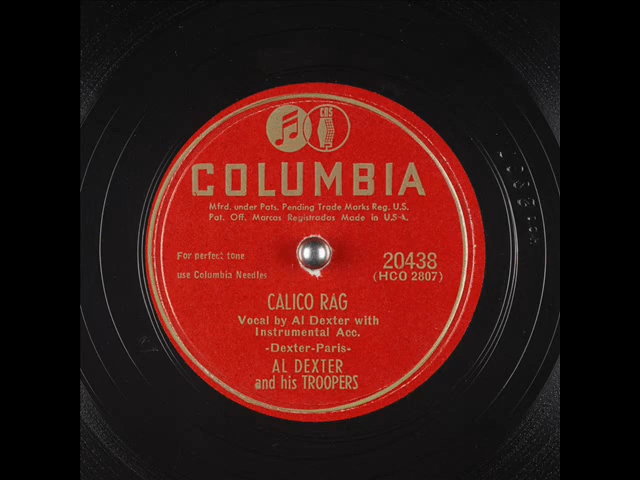 CBS
COLUMBIA
Mfrd. under Pats. Pending Trade Marks Reg. U.S.
Pat. Off. Marcas Registradas Made in U.S.A.
For perfect tone
use Columbia Needles
20438
(HCO 2807)
CALICO RAG
Vocal by Al Dexter with
Instrumental Acc.
-Dexter-Paris-
AL DEXTER
and his TROOPERS